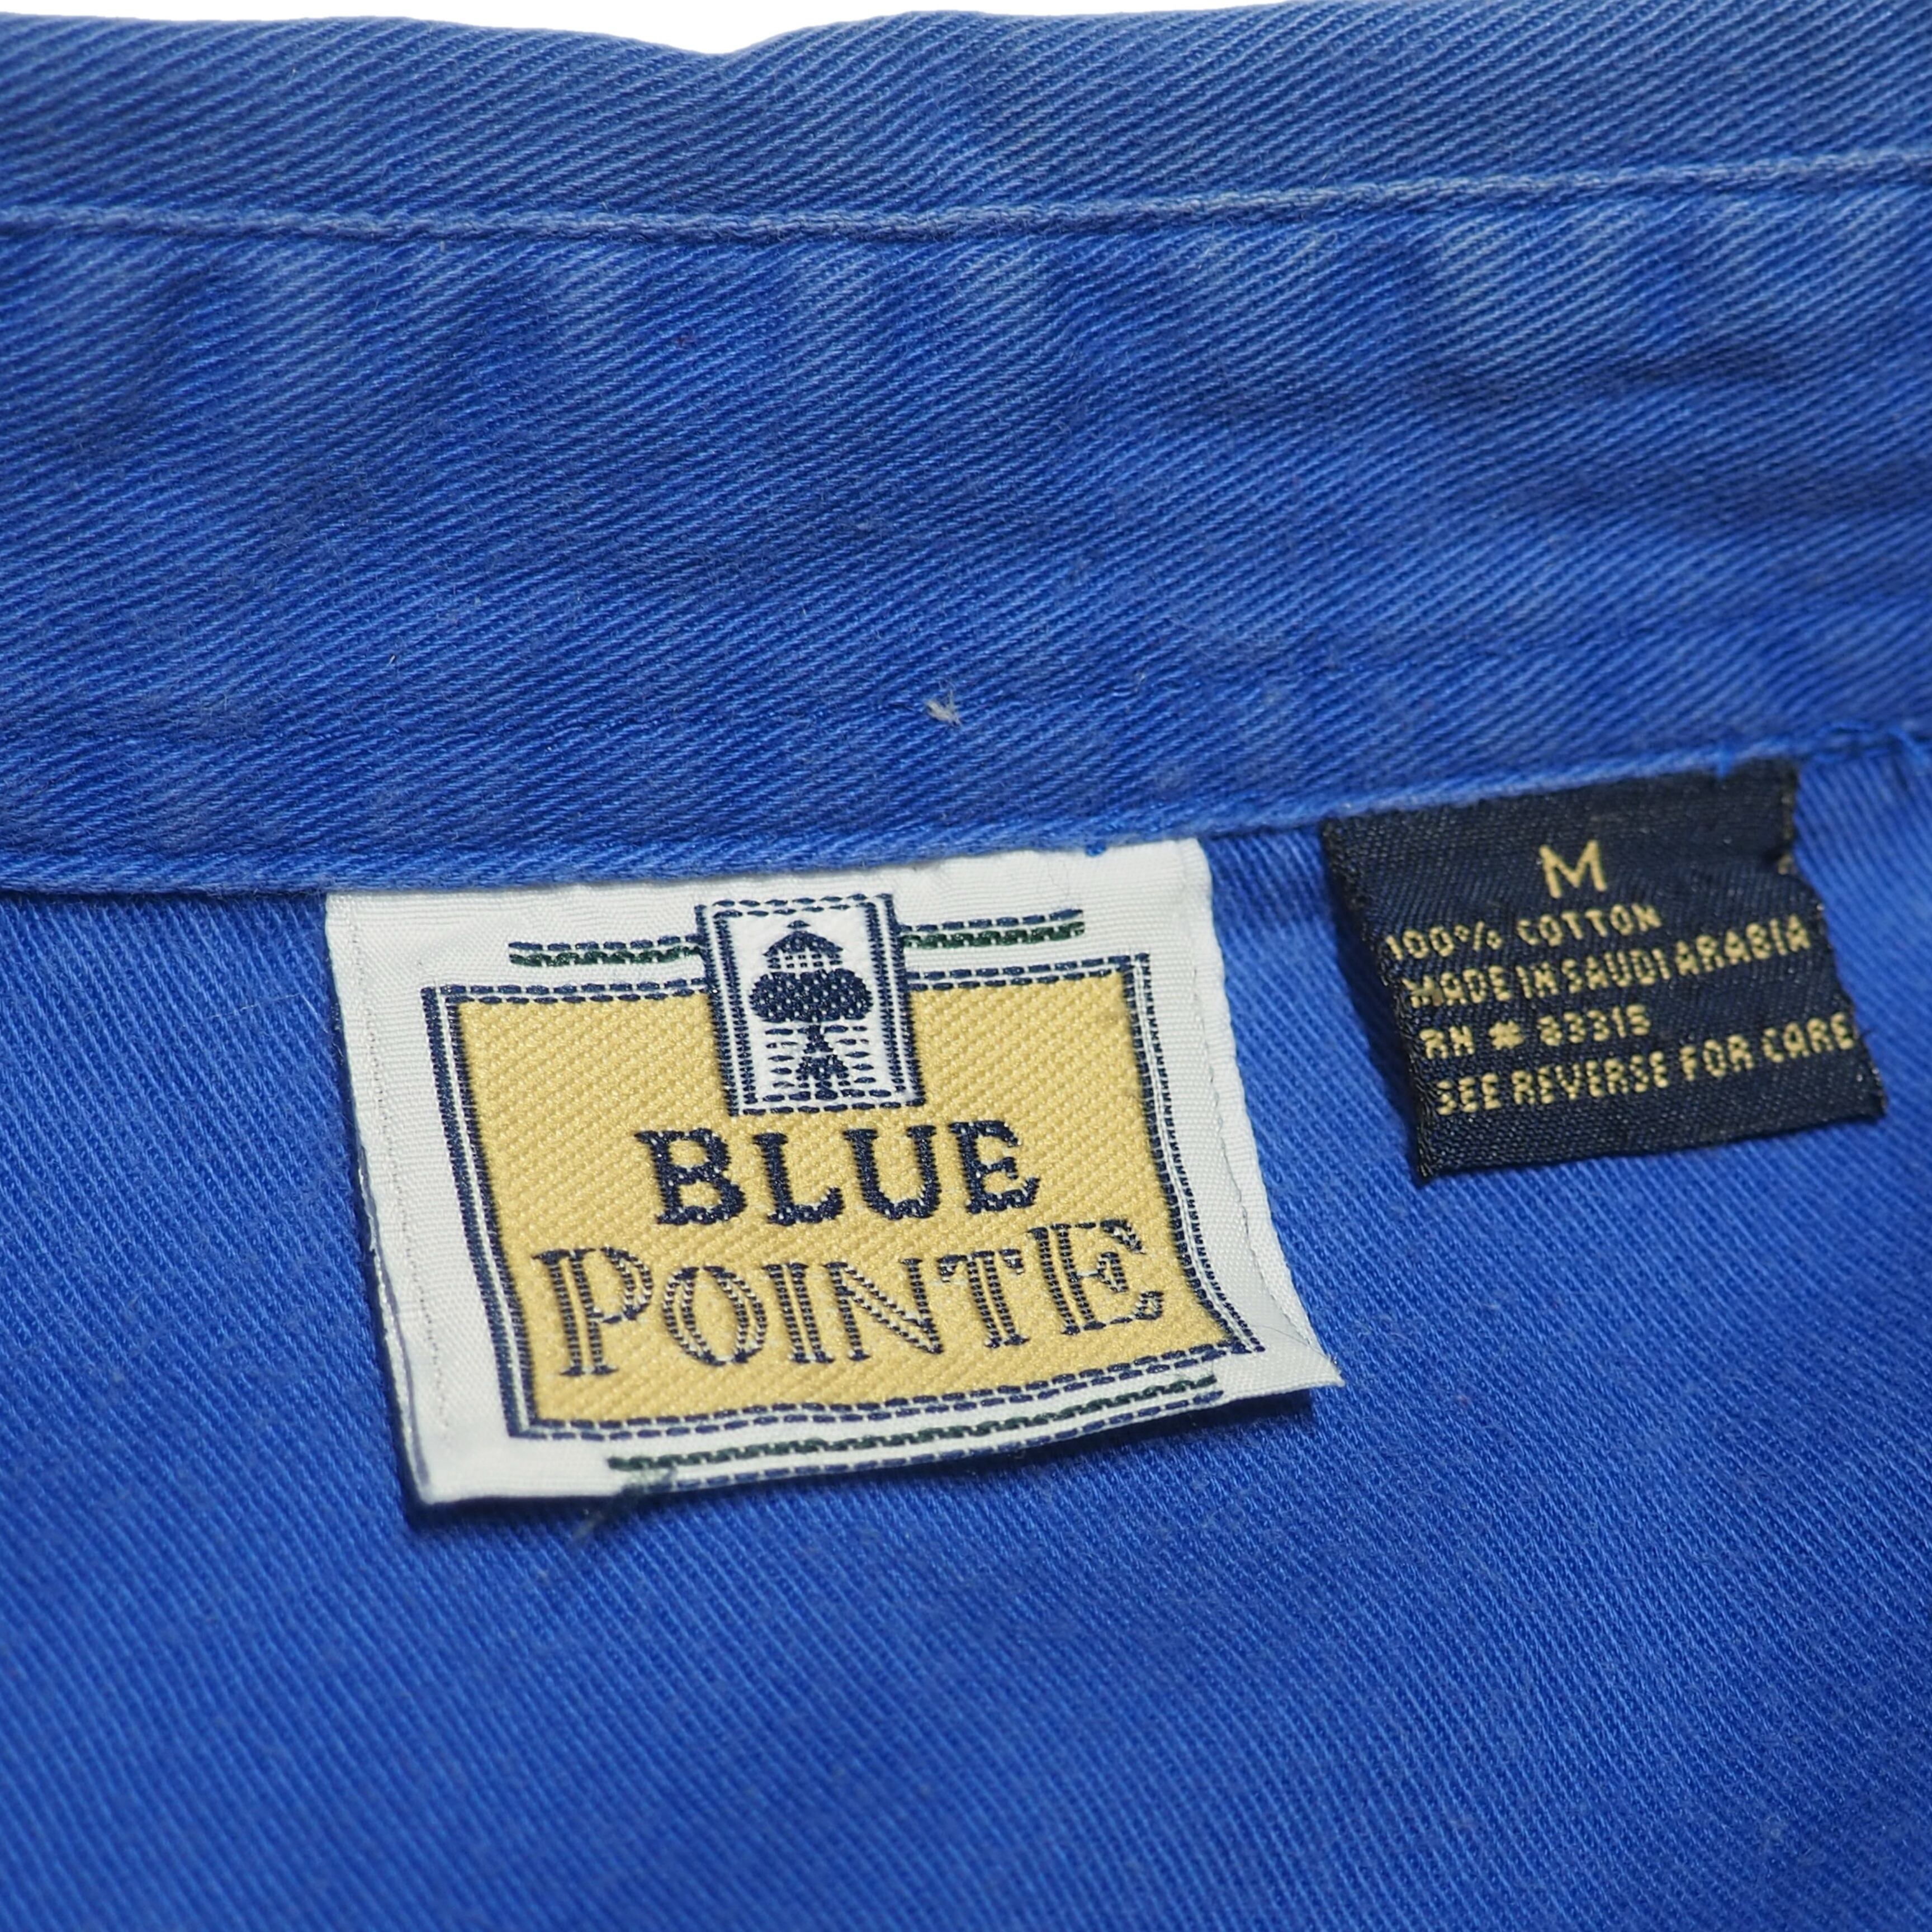 BLUE
POINTE
M
100% COTTON
MADE IN SAUDI ARABIA
RN # 83315
SEE REVERSE FOR CARE